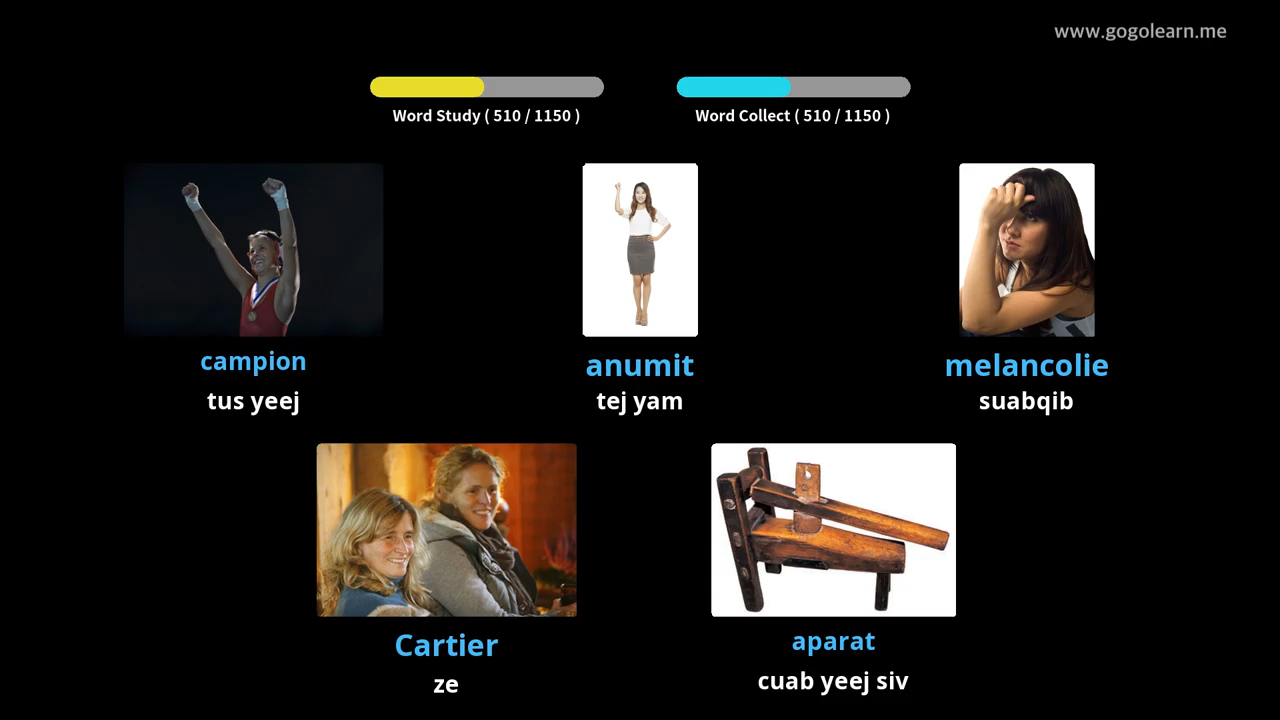 www.gogolearn.me
Word Study ( 510 / 1150 )
Word Collect ( 510 / 1150 )
campion
tus yeej
anumit
tej yam
melancolie
suabqib
Cartier
ze
aparat
cuab yeej siv